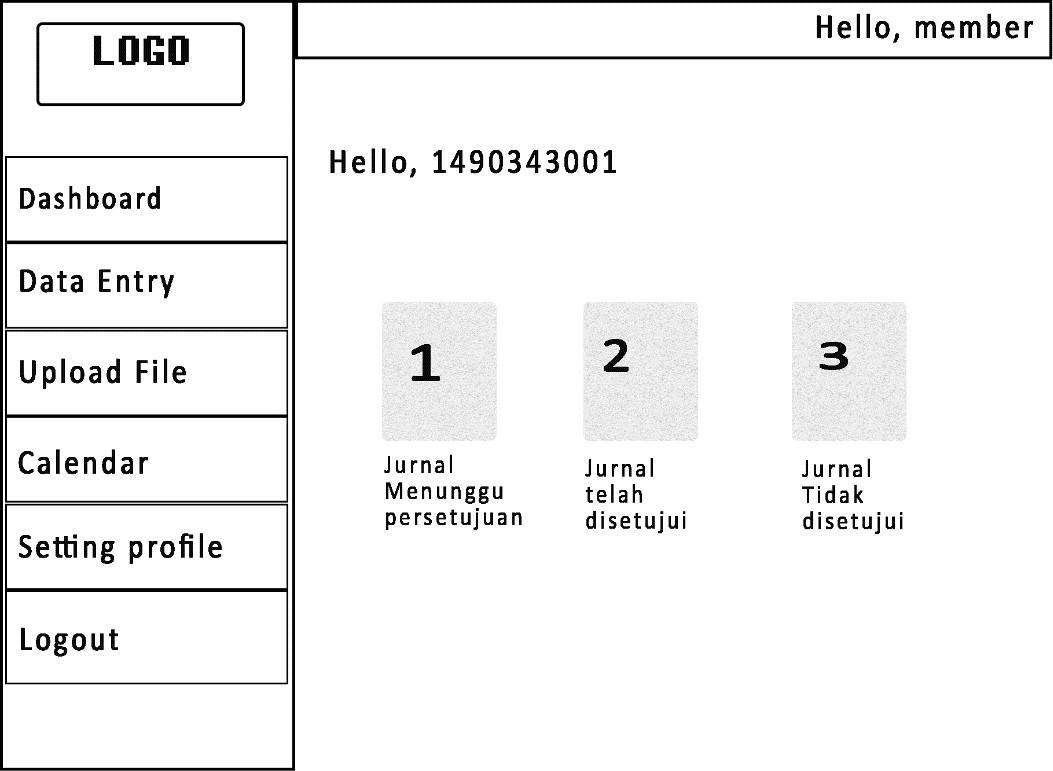 LOGO
Hello, member
Dashboard
Data Entry
Upload File
Calendar
Setting profile
Logout
Hello, 1490343001
1
Jurnal
Menunggu
persetujuan
2
Jurnal
telah
disetujui
3
Jurnal
Tidak
disetujui